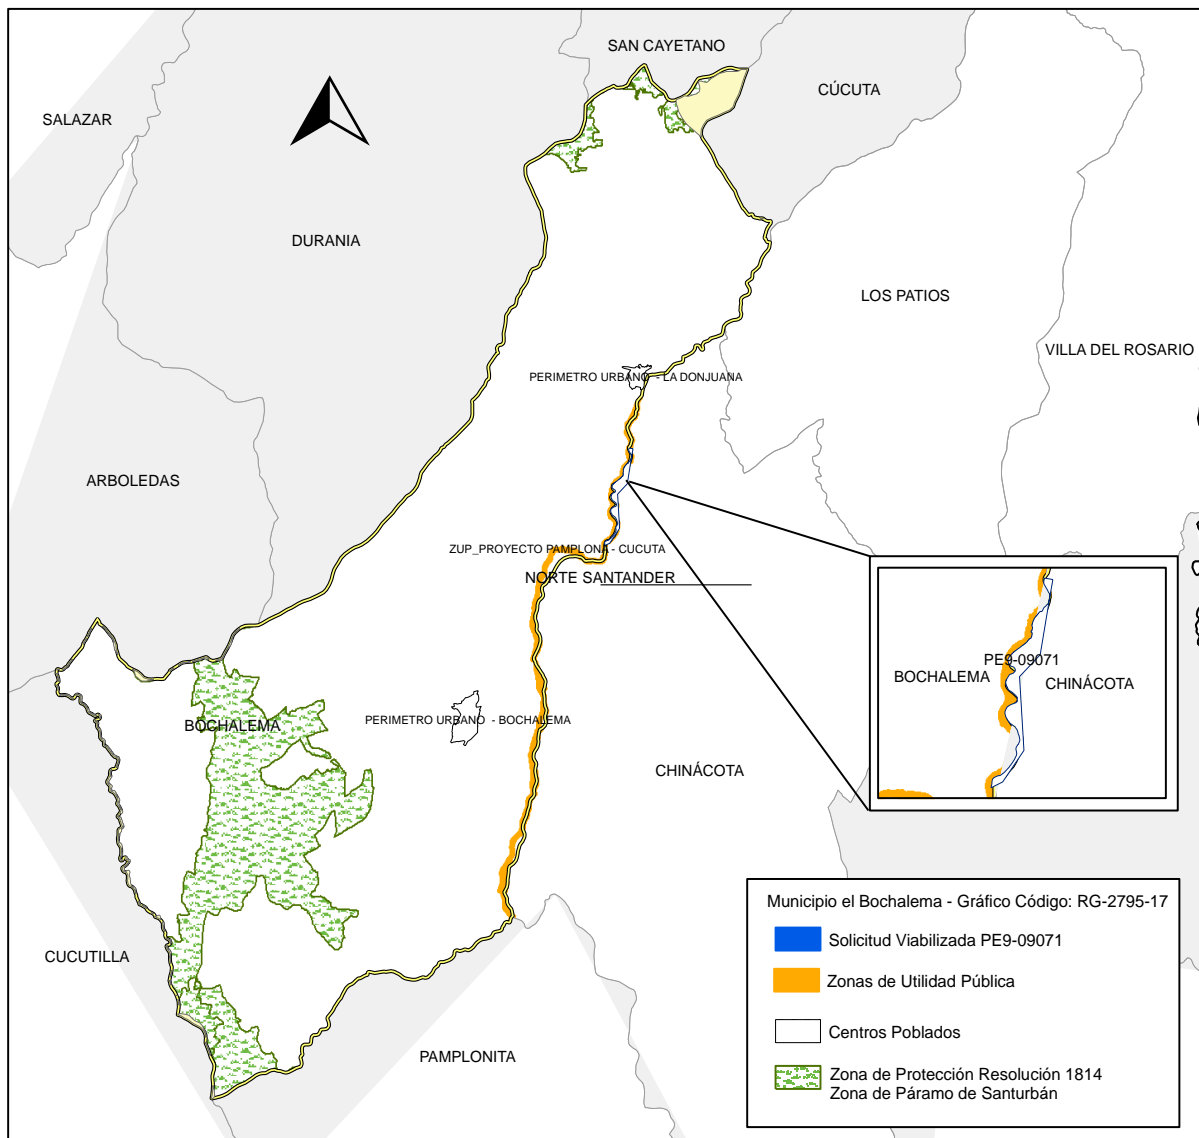 SAN CAYETANO
CÚCUTA
SALAZAR
DURANIA
LOS PATIOS
VILLA DEL ROSARIO
PERIMETRO URBANO - LA DONJUANA
ARBOLEDAS
ZUP_PROYECTO PAMPLONA - CUCUTA
NORTE SANTANDER
PE9-09071
BOCHALEMA
CHINÁCOTA
BOCHALEMA
PERIMETRO URBANO - BOCHALEMA
CHINÁCOTA
CUCUTILLA
PAMPLONITA
Municipio el Bochalema - Gráfico Código: RG-2795-17
Solicitud Viabilizada PE9-09071
Zonas de Utilidad Pública
Centros Poblados
Zona de Protección Resolución 1814
Zona de Páramo de Santurbán